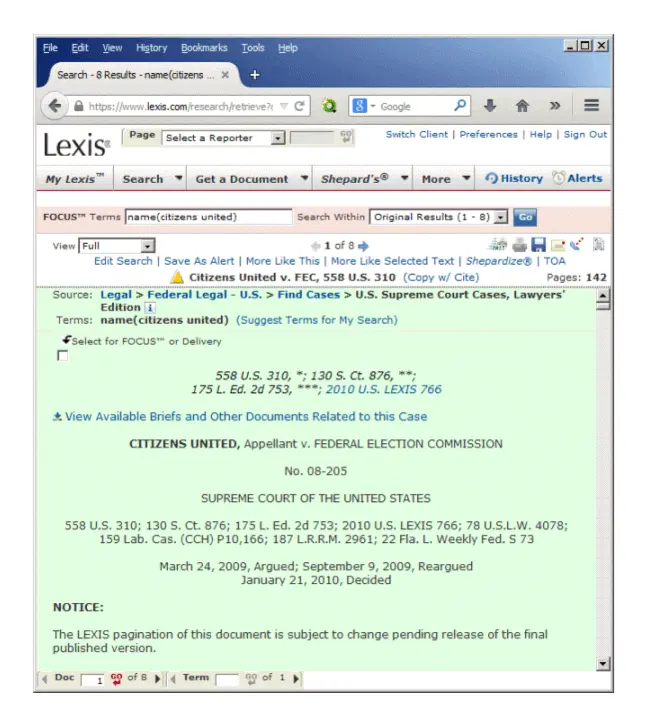 File Edit View History Bookmarks Tools Help
Search - 8 Results - name(citizens ... ×
https://www.lexis.com/research/retrieve? Google
Lexis® Page Select a Reporter GO Switch Client | Preferences | Help | Sign Out
My Lexis™ Search Get a Document Shepard's® More History Alerts
FOCUS™ Terms name(citizens united) Search Within Original Results (1 - 8) Go
View Full 1 of 8
Edit Search | Save As Alert | More Like This | More Like Selected Text | Shepardize® | TOA
Citizens United v. FEC, 558 U.S. 310 (Copy w/ Cite) Pages: 142
Source: Legal > Federal Legal - U.S. > Find Cases > U.S. Supreme Court Cases, Lawyers'
Edition i
Terms: name(citizens united) (Suggest Terms for My Search)
Select for FOCUS™ or Delivery
558 U.S. 310, *; 130 S. Ct. 876, **;
175 L. Ed. 2d 753, ***; 2010 U.S. LEXIS 766
View Available Briefs and Other Documents Related to this Case
CITIZENS UNITED, Appellant v. FEDERAL ELECTION COMMISSION
No. 08-205
SUPREME COURT OF THE UNITED STATES
558 U.S. 310; 130 S. Ct. 876; 175 L. Ed. 2d 753; 2010 U.S. LEXIS 766; 78 U.S.L.W. 4078;
159 Lab. Cas. (CCH) P10,166; 187 L.R.R.M. 2961; 22 Fla. L. Weekly Fed. S 73
March 24, 2009, Argued; September 9, 2009, Reargued
January 21, 2010, Decided
NOTICE:
The LEXIS pagination of this document is subject to change pending release of the final
published version.
Doc 1 GO of 8 Term GO of 1